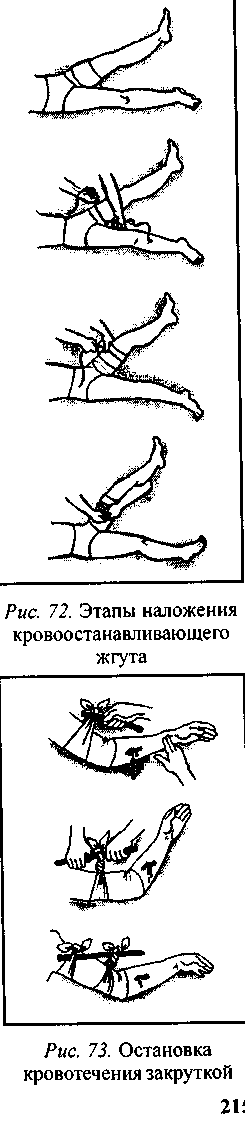 Рис. 72. Этапы наложения
кровоостанавливающего
жгута
Рис. 73. Остановка
кровотечения закруткой
215